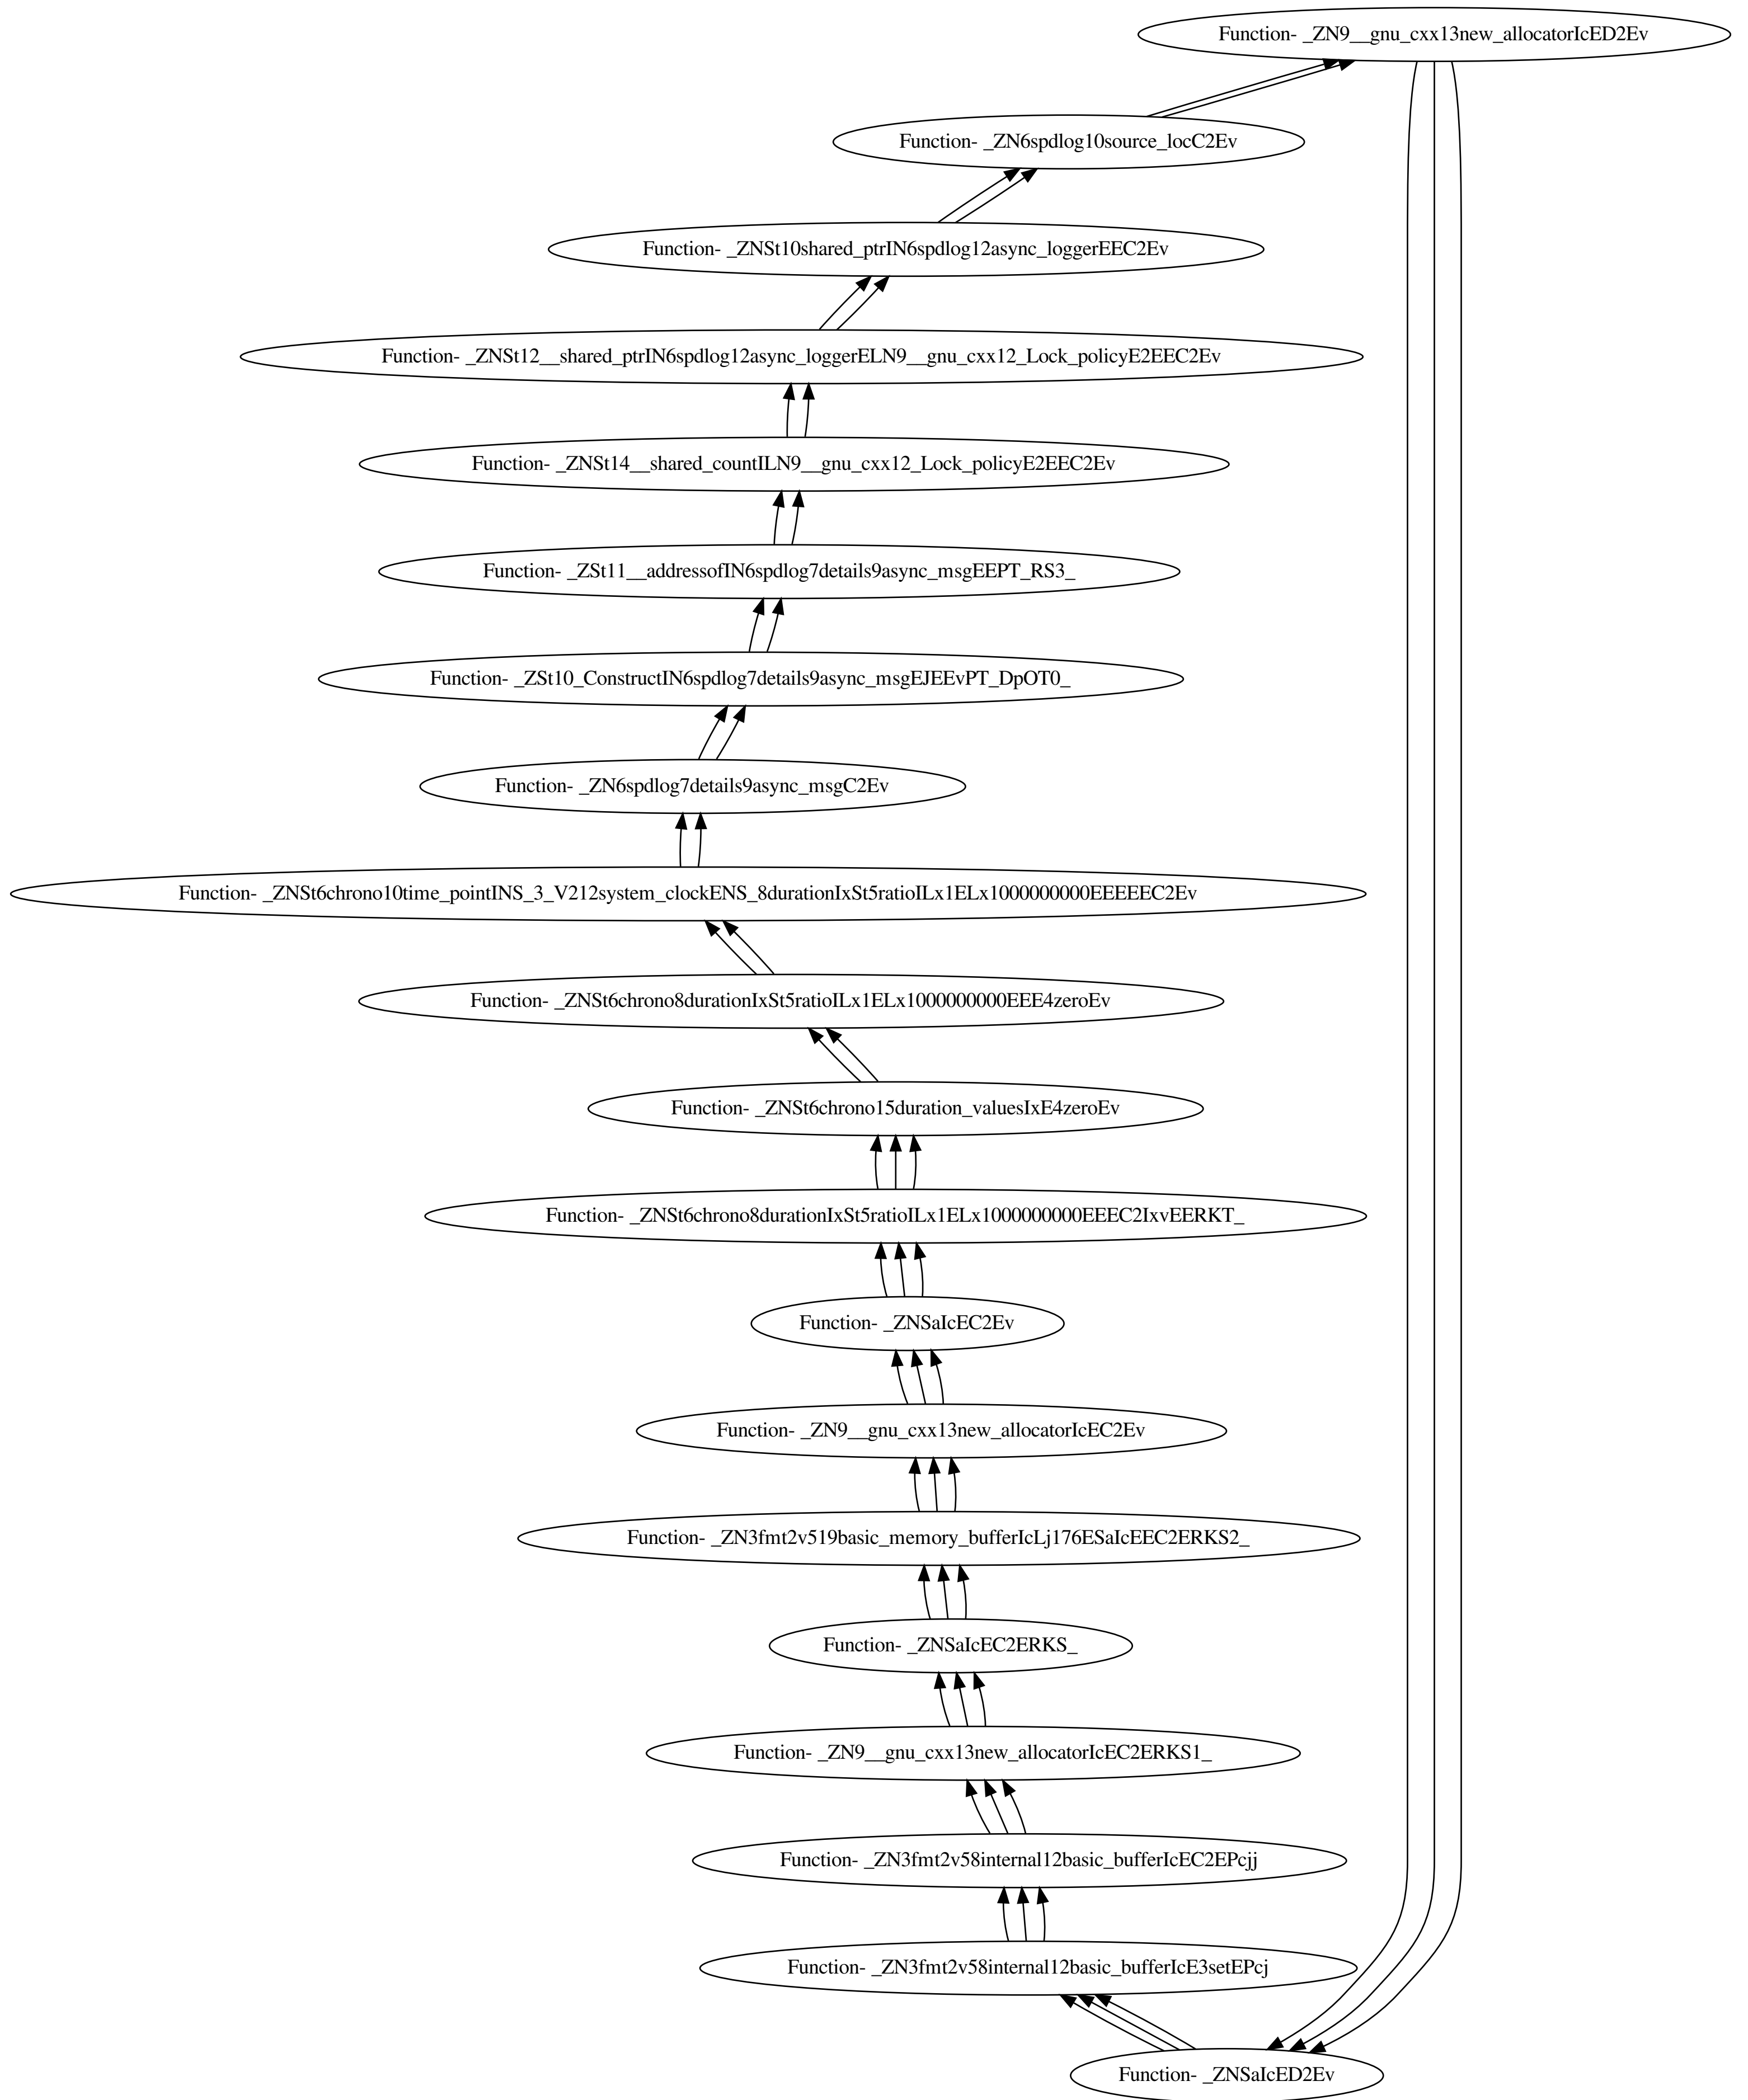 Function- _ZN9__gnu_cxx13new_allocatorIcED2Ev
Function- _ZN6spdlog10source_locC2Ev
Function- _ZNSt10shared_ptrIN6spdlog12async_loggerEEC2Ev
Function- _ZNSt12__shared_ptrIN6spdlog12async_loggerELN9__gnu_cxx12_Lock_policyE2EEC2Ev
Function- _ZNSt14__shared_countILN9__gnu_cxx12_Lock_policyE2EEC2Ev
Function- _ZSt11__addressofIN6spdlog7details9async_msgEEPT_RS3_
Function- _ZSt10_ConstructIN6spdlog7details9async_msgEJEEvPT_DpOT0_
Function- _ZN6spdlog7details9async_msgC2Ev
Function- _ZNSt6chrono10time_pointINS_3_V212system_clockENS_8durationIxSt5ratioILx1ELx1000000000EEEEEC2Ev
Function- _ZNSt6chrono8durationIxSt5ratioILx1ELx1000000000EEE4zeroEv
Function- _ZNSt6chrono15duration_valuesIxE4zeroEv
Function- _ZNSt6chrono8durationIxSt5ratioILx1ELx1000000000EEEC2IxvEERKT_
Function- _ZNSaIcEC2Ev
Function- _ZN9__gnu_cxx13new_allocatorIcEC2Ev
Function- _ZN3fmt2v519basic_memory_bufferIcLj176ESaIcEEC2ERKS2_
Function- _ZNSaIcEC2ERKS_
Function- _ZN9__gnu_cxx13new_allocatorIcEC2ERKS1_
Function- _ZN3fmt2v58internal12basic_bufferIcEC2EPcjj
Function- _ZN3fmt2v58internal12basic_bufferIcE3setEPcj
Function- _ZNSaIcED2Ev